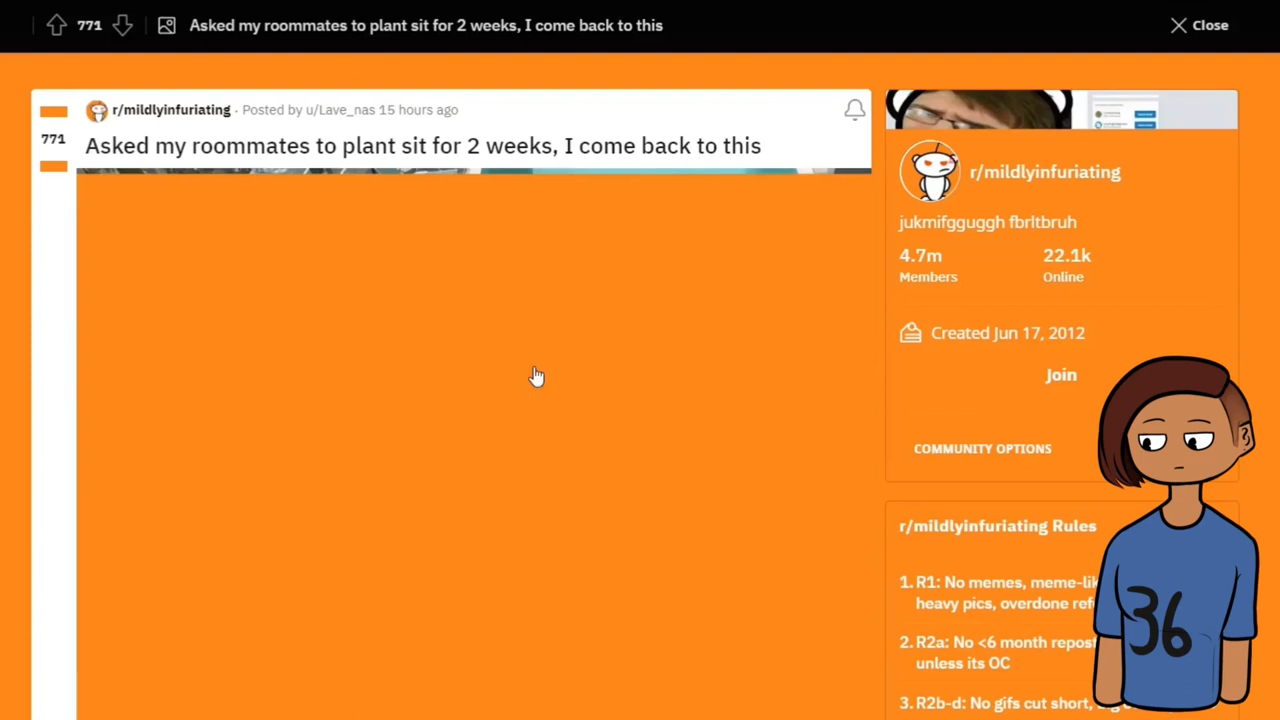 771 Asked my roommates to plant sit for 2 weeks, I come back to this Close
r/mildlyinfuriating · Posted by u/Lave_nas 15 hours ago
771
Asked my roommates to plant sit for 2 weeks, I come back to this
r/mildlyinfuriating
jukmifgguggh fbrltbruh
4.7m 22.1k
Members Online
Created Jun 17, 2012
Join
COMMUNITY OPTIONS
r/mildlyinfuriating Rules
1. R1: No memes,
heavy pics, overdone
2. R2a: No <6 month
unless its OC
3. R2b-d: No gifs cut short,
36